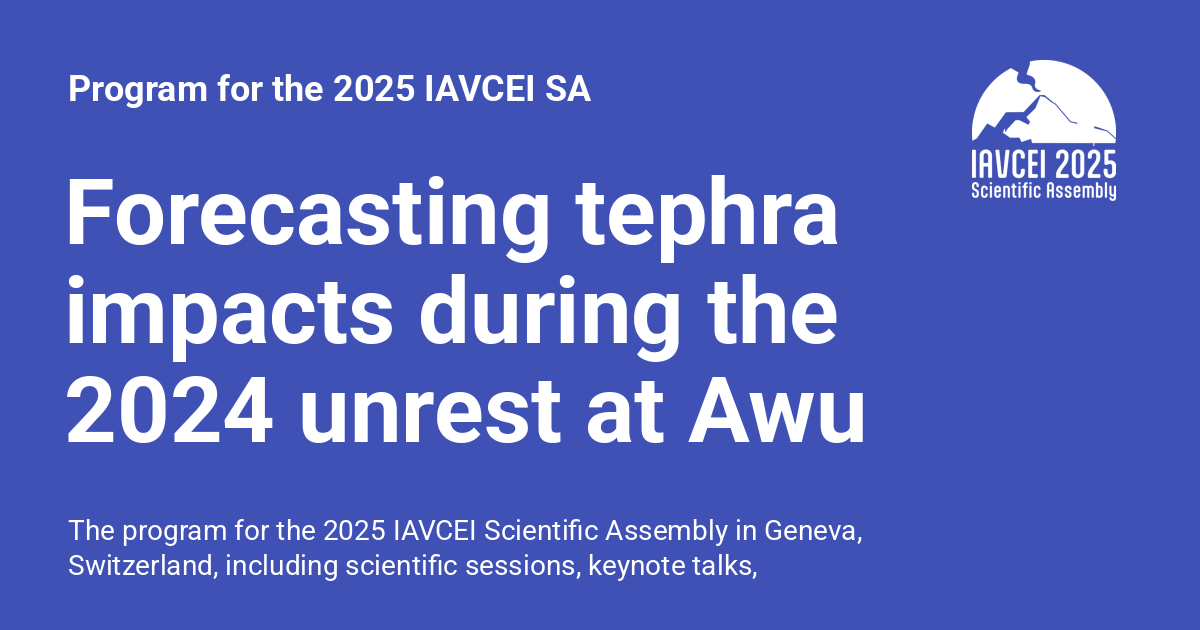 Program for the 2025 IAVCEI SA
IAVCEI 2025
Scientific Assembly
Forecasting tephra
impacts during the
2024 unrest at Awu
The program for the 2025 IAVCEI Scientific Assembly in Geneva,
Switzerland, including scientific sessions, keynote talks,